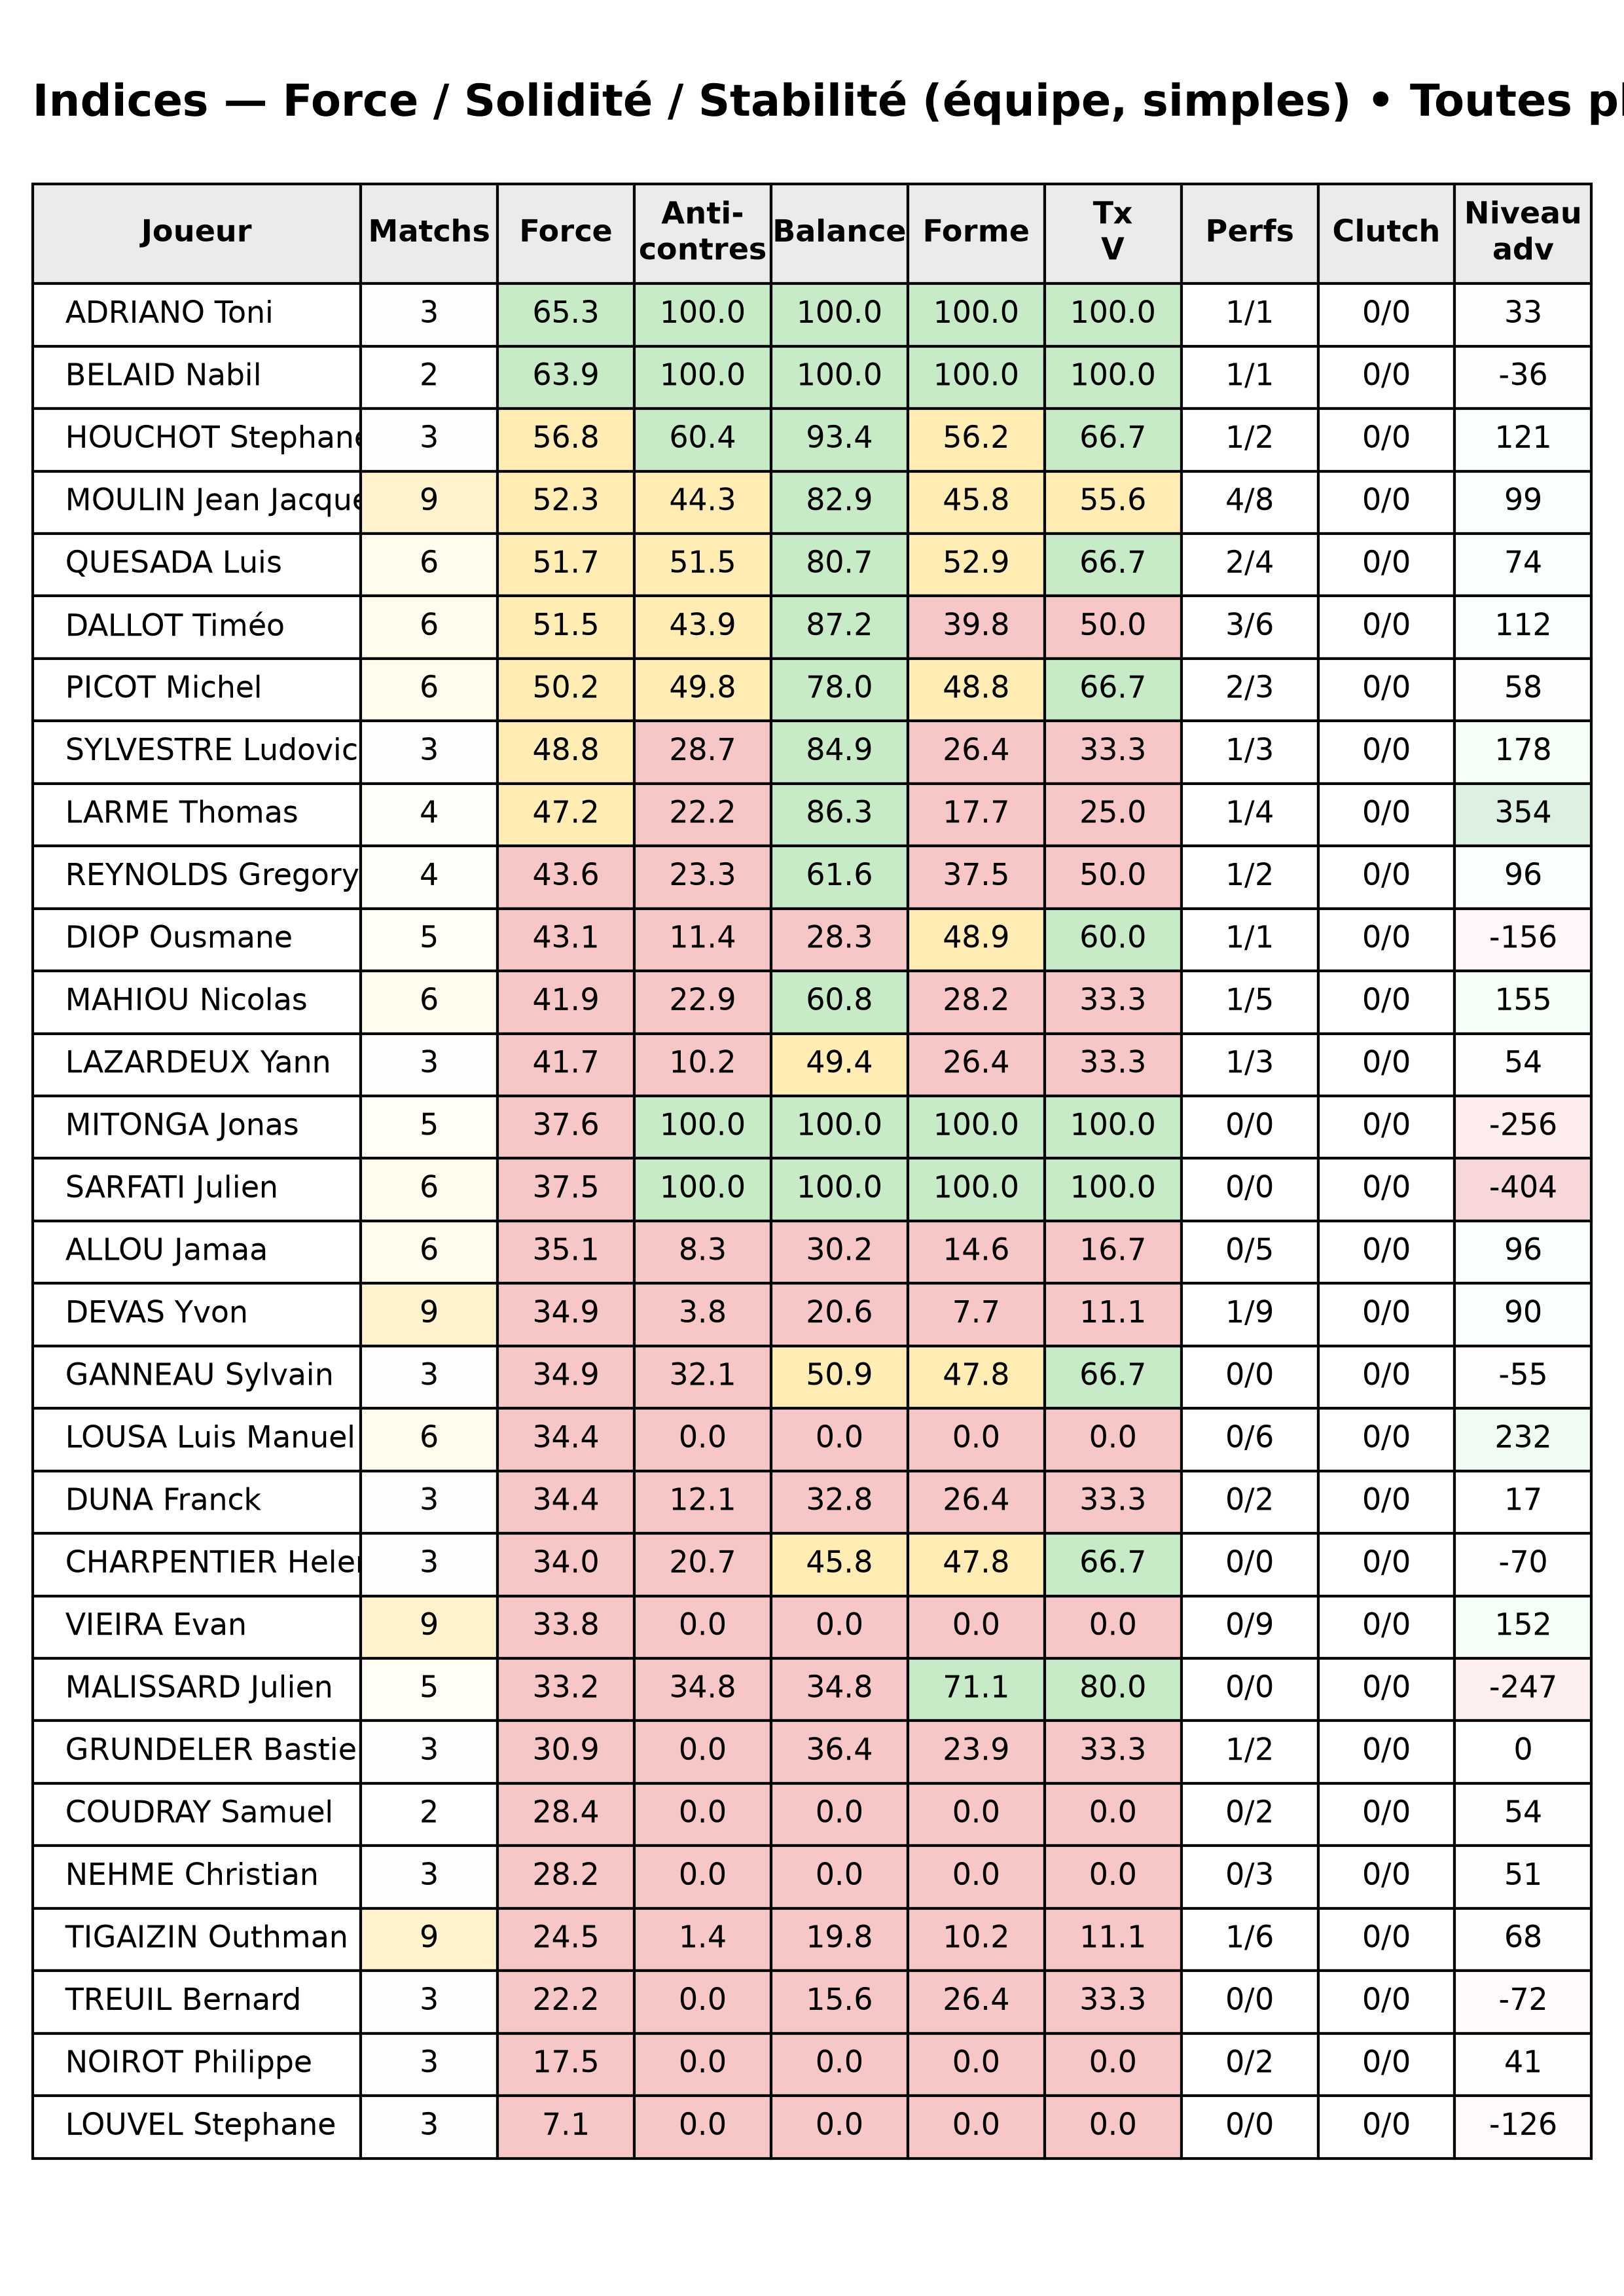 Indices — Force / Solidité / Stabilité (équipe, simples) • Toutes pl
Joueur Matchs Force Anti-contres Balance Forme Tx V Perfs Clutch Niveau adv
ADRIANO Toni 3 65.3 100.0 100.0 100.0 100.0 1/1 0/0 33
BELAID Nabil 2 63.9 100.0 100.0 100.0 100.0 1/1 0/0 -36
HOUCHOT Stephane 3 56.8 60.4 93.4 56.2 66.7 1/2 0/0 121
MOULIN Jean Jacque 9 52.3 44.3 82.9 45.8 55.6 4/8 0/0 99
QUESADA Luis 6 51.7 51.5 80.7 52.9 66.7 2/4 0/0 74
DALLOT Timéo 6 51.5 43.9 87.2 39.8 50.0 3/6 0/0 112
PICOT Michel 6 50.2 49.8 78.0 48.8 66.7 2/3 0/0 58
SYLVESTRE Ludovic 3 48.8 28.7 84.9 26.4 33.3 1/3 0/0 178
LARME Thomas 4 47.2 22.2 86.3 17.7 25.0 1/4 0/0 354
REYNOLDS Gregory 4 43.6 23.3 61.6 37.5 50.0 1/2 0/0 96
DIOP Ousmane 5 43.1 11.4 28.3 48.9 60.0 1/1 0/0 -156
MAHIOU Nicolas 6 41.9 22.9 60.8 28.2 33.3 1/5 0/0 155
LAZARDEUX Yann 3 41.7 10.2 49.4 26.4 33.3 1/3 0/0 54
MITONGA Jonas 5 37.6 100.0 100.0 100.0 100.0 0/0 0/0 -256
SARFATI Julien 6 37.5 100.0 100.0 100.0 100.0 0/0 0/0 -404
ALLOU Jamaa 6 35.1 8.3 30.2 14.6 16.7 0/5 0/0 96
DEVAS Yvon 9 34.9 3.8 20.6 7.7 11.1 1/9 0/0 90
GANNEAU Sylvain 3 34.9 32.1 50.9 47.8 66.7 0/0 0/0 -55
LOUSA Luis Manuel 6 34.4 0.0 0.0 0.0 0.0 0/6 0/0 232
DUNA Franck 3 34.4 12.1 32.8 26.4 33.3 0/2 0/0 17
CHARPENTIER Helen 3 34.0 20.7 45.8 47.8 66.7 0/0 0/0 -70
VIEIRA Evan 9 33.8 0.0 0.0 0.0 0.0 0/9 0/0 152
MALISSARD Julien 5 33.2 34.8 34.8 71.1 80.0 0/0 0/0 -247
GRUNDELER Bastie 3 30.9 0.0 36.4 23.9 33.3 1/2 0/0 0
COUDRAY Samuel 2 28.4 0.0 0.0 0.0 0.0 0/2 0/0 54
NEHME Christian 3 28.2 0.0 0.0 0.0 0.0 0/3 0/0 51
TIGAIZIN Outhman 9 24.5 1.4 19.8 10.2 11.1 1/6 0/0 68
TREUIL Bernard 3 22.2 0.0 15.6 26.4 33.3 0/0 0/0 -72
NOIROT Philippe 3 17.5 0.0 0.0 0.0 0.0 0/2 0/0 41
LOUVEL Stephane 3 7.1 0.0 0.0 0.0 0.0 0/0 0/0 -126